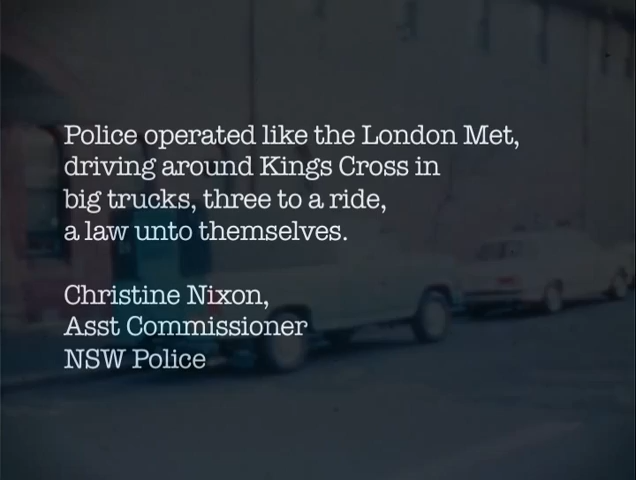 Police operated like the London Met,
driving around Kings Cross in
big trucks, three to a ride,
a law unto themselves.
Christine Nixon,
Asst Commissioner
NSW Police